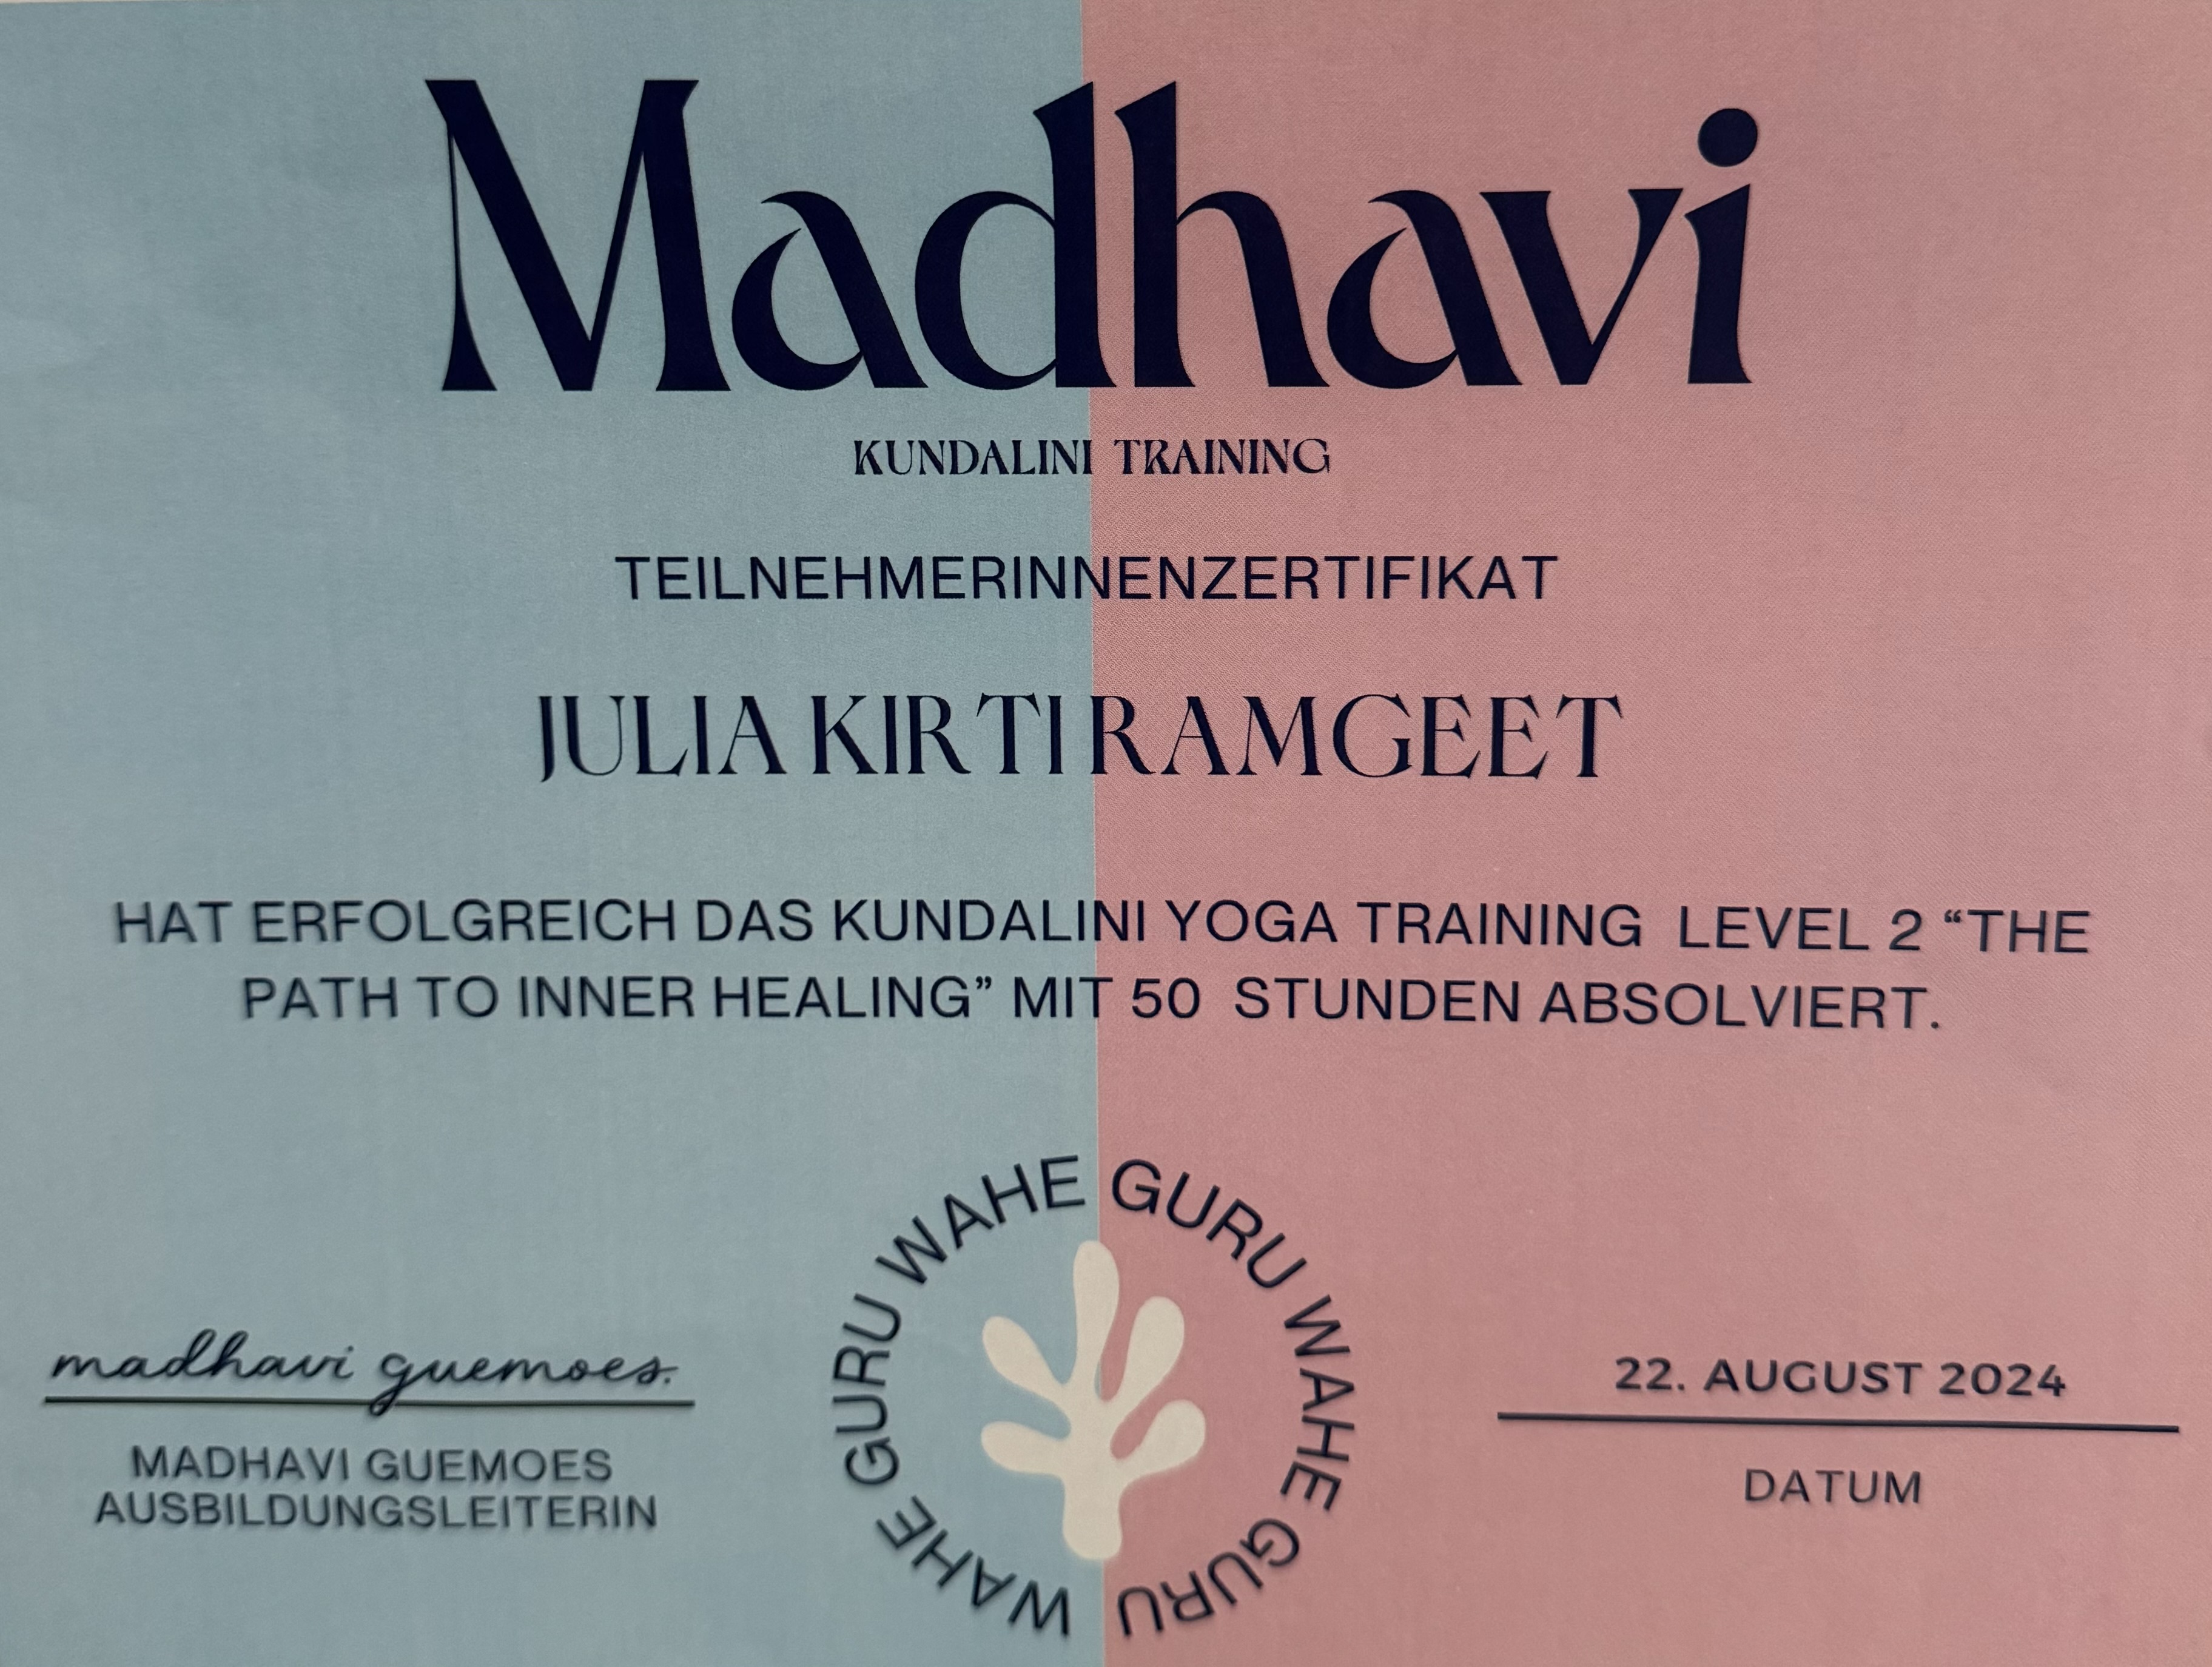 Madhavi
KUNDALINI TRAINING
TEILNEHMERINNENZERTIFIKAT
JULIA KIRTI RAMGEET
HAT ERFOLGREICH DAS KUNDALINI YOGA TRAINING LEVEL 2 “THE
PATH TO INNER HEALING” MIT 50 STUNDEN ABSOLVIERT.
WAHE GURU WAHE GURU WAHE GURU
madhavi guemoes.
MADHAVI GUEMOES
AUSBILDUNGSLEITERIN
22. AUGUST 2024
DATUM